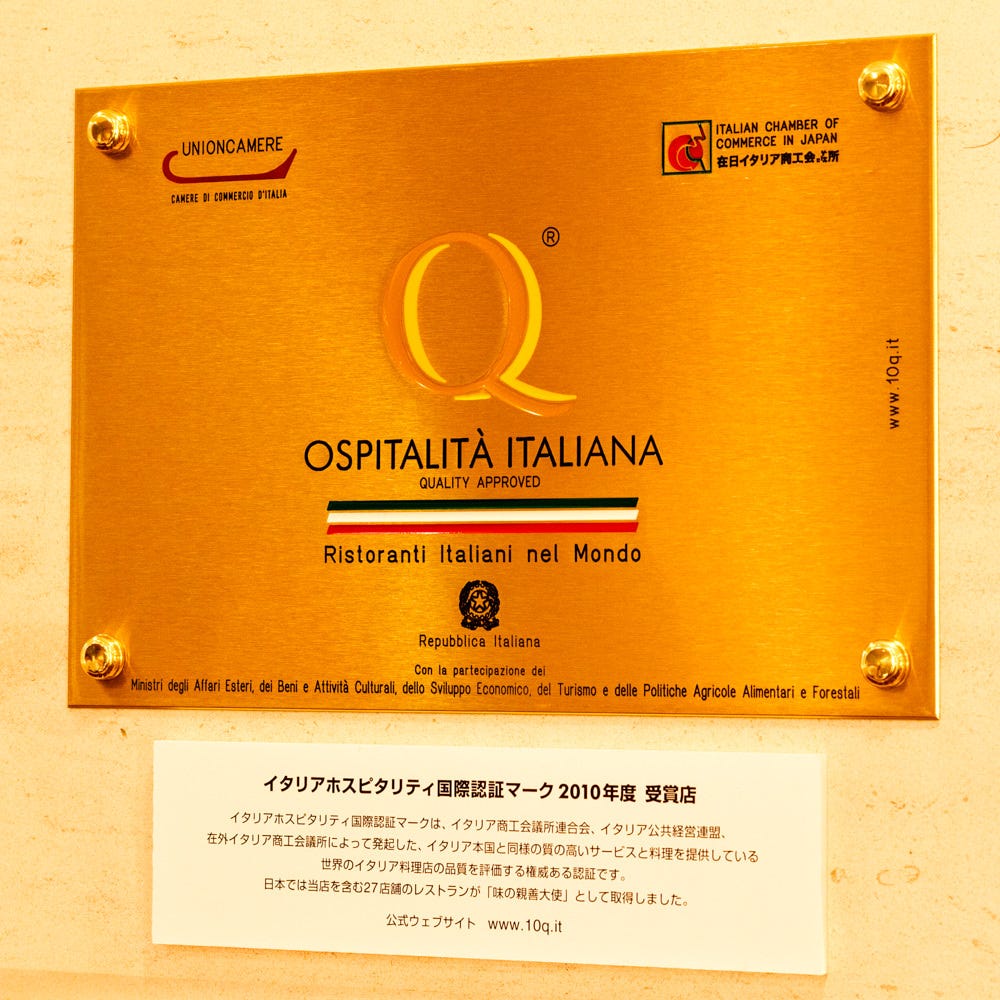 UNIONCAMERE
CAMERE DI COMMERCIO D'ITALIA
ITALIAN CHAMBER OF
COMMERCE IN JAPAN
在日イタリア商工会議所
Q®
www.10q.it
OSPITALITÀ ITALIANA
QUALITY APPROVED
Ristoranti Italiani nel Mondo
Repubblica Italiana
Con la partecipazione dei
Ministri degli Affari Esteri, dei Beni e Attività Culturali, dello Sviluppo Economico, del Turismo e delle Politiche Agricole Alimentari e Forestali
イタリアホスピタリティ国際認証マーク 2010年度 受賞店
イタリアホスピタリティ国際認証マークは、イタリア商工会議所連合会、イタリア公共経営連盟、
在外イタリア商工会議所によって発起した、イタリア本国と同様の質の高いサービスと料理を提供している
世界のイタリア料理店の品質を評価する権威ある認証です。
日本では当店を含む27店舗のレストランが「味の親善大使」として取得しました。
公式ウェブサイト www.10q.it